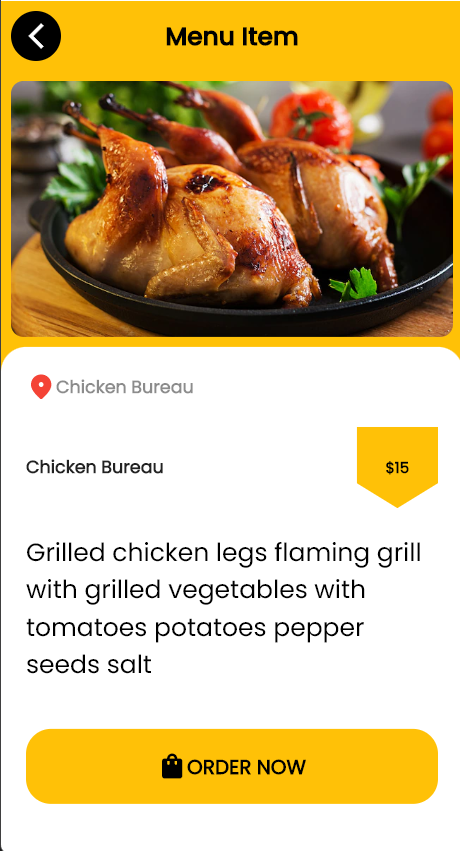 Menu Item
Chicken Bureau
Chicken Bureau
$15
Grilled chicken legs flaming grill
with grilled vegetables with
tomatoes potatoes pepper
seeds salt
ORDER NOW